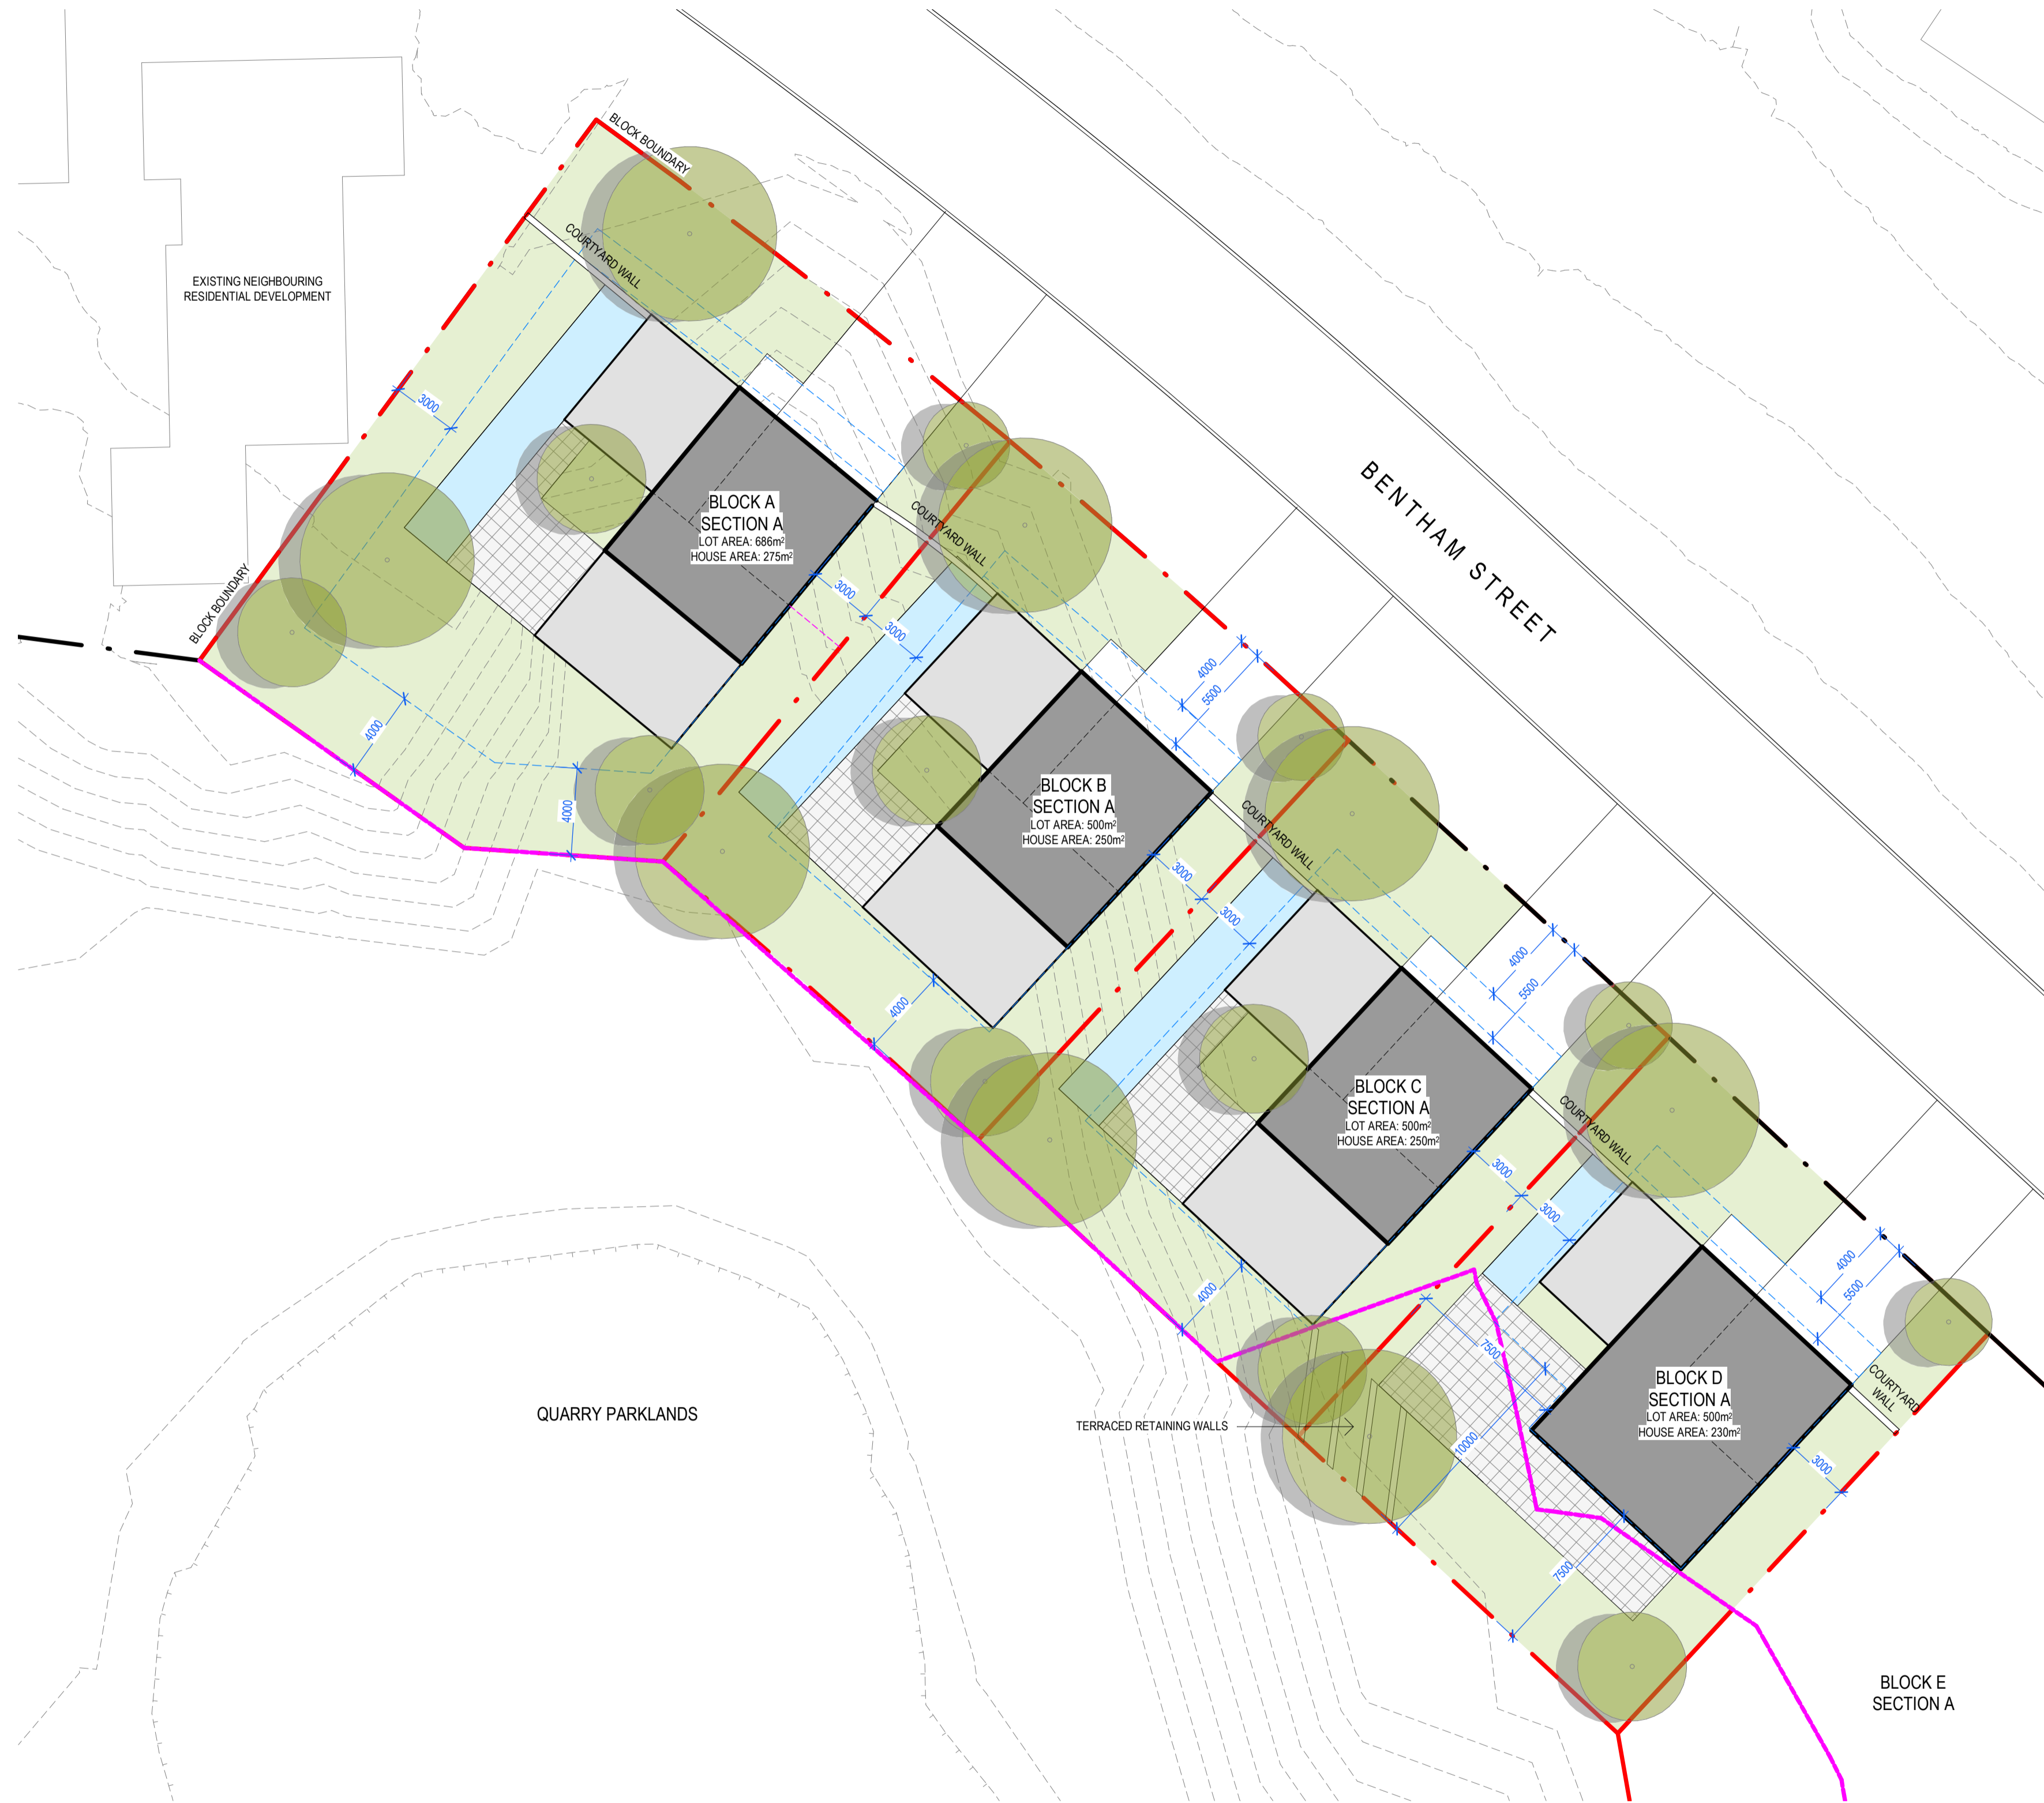 BLOCK BOUNDARY
COURTYARD WALL
EXISTING NEIGHBOURING
RESIDENTIAL DEVELOPMENT
3000
BLOCK A
SECTION A
LOT AREA: 686m²
HOUSE AREA: 275m²
COURTYARD WALL
BENTHAM STREET
BLOCK BOUNDARY
3000
3000
4000
5500
4000
4000
BLOCK B
SECTION A
LOT AREA: 500m²
HOUSE AREA: 250m²
COURTYARD WALL
3000
3000
4000
5500
4000
BLOCK C
SECTION A
LOT AREA: 500m²
HOUSE AREA: 250m²
COURTYARD WALL
3000
3000
4000
5500
4000
7500
BLOCK D
SECTION A
LOT AREA: 500m²
HOUSE AREA: 230m²
COURTYARD
WALL
QUARRY PARKLANDS
TERRACED RETAINING WALLS
10000
3000
7500
BLOCK E
SECTION A